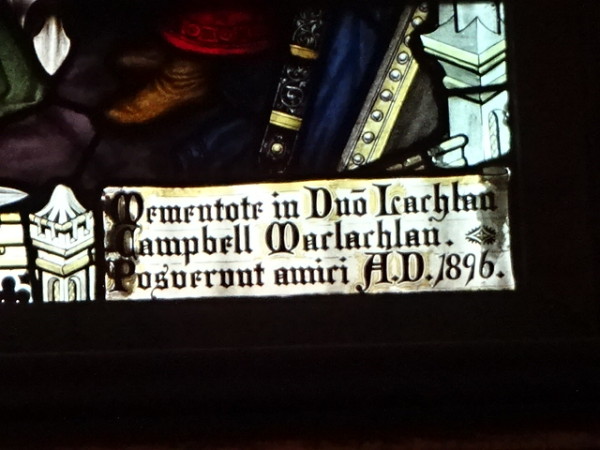 Mementote in Dnō Lachlan
Campbell Maclachlan.
Posuerunt amici A.D. 1896.